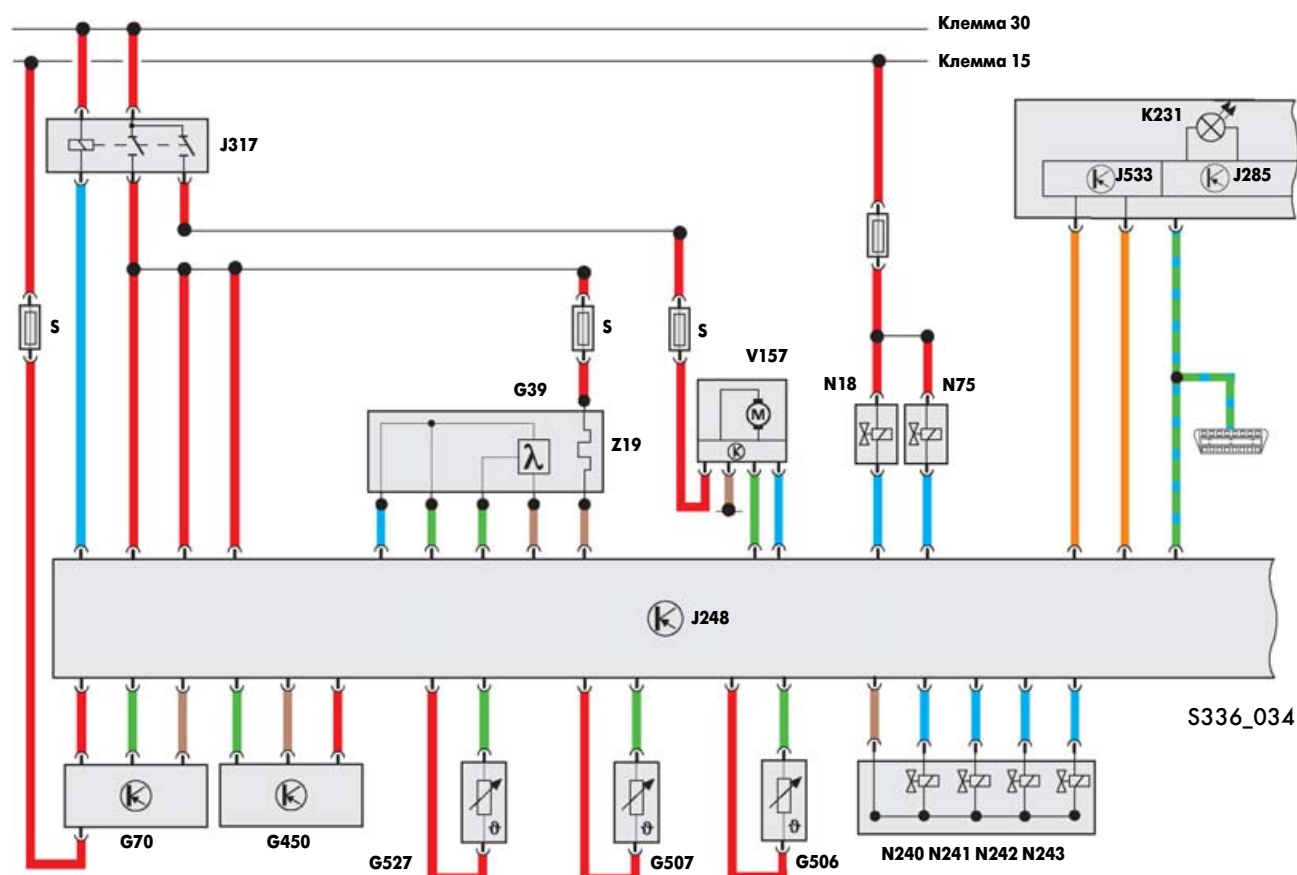 Клемма 30
Клемма 15
K231
J317
J533
J285
S
S
S
V157
N18
N75
G39
Z19
M
λ
J248
S336_034
ϑ
ϑ
ϑ
G70
G450
G527
G507
G506
N240 N241 N242 N243